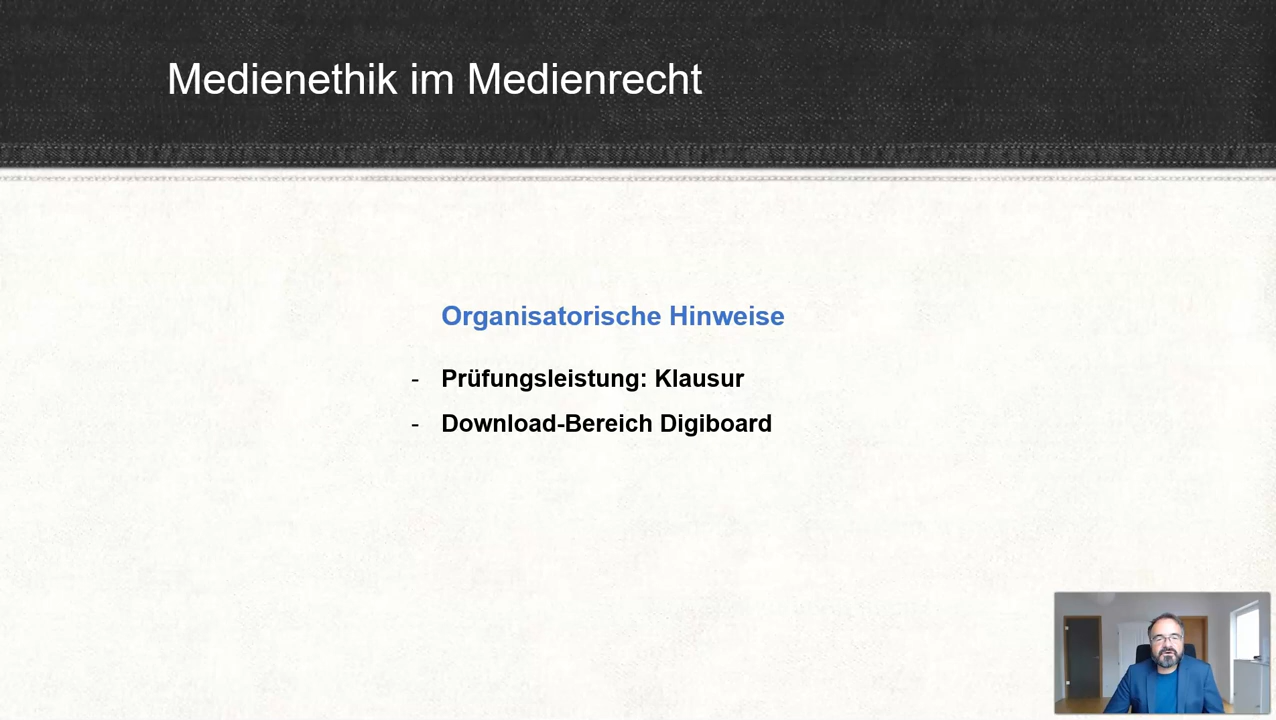 Medienethik im Medienrecht
Organisatorische Hinweise
- Prüfungsleistung: Klausur
- Download-Bereich Digiboard